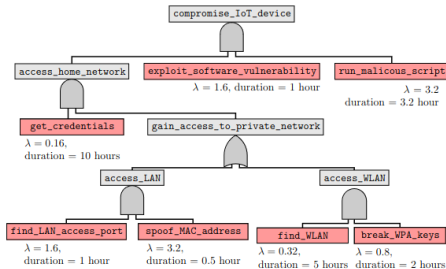 compromise_IoT_device
access_home_network
exploit_software_vulnerability
run_malicous_script
λ = 1.6, duration = 1 hour
λ = 3.2
duration = 3.2 hour
get_credentials
gain_access_to_private_network
λ = 0.16,
duration = 10 hours
access_LAN
access_WLAN
find_LAN_access_port
spoof_MAC_address
find_WLAN
break_WPA_keys
λ = 1.6,
duration = 1 hour
λ = 3.2,
duration = 0.5 hour
λ = 0.32,
duration = 5 hours
λ = 0.8,
duration = 2 hours